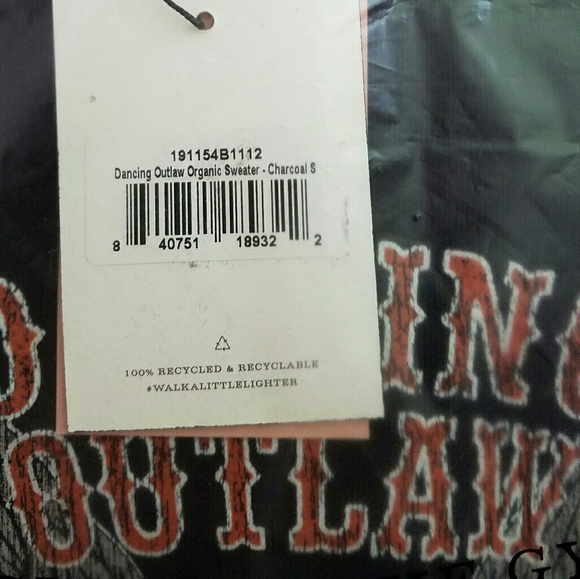 191154B1112
Dancing Outlaw Organic Sweater - Charcoal S
8 40751 18932 2
100% RECYCLED & RECYCLABLE
#WALKALITTLELIGHTER
OUTLAW